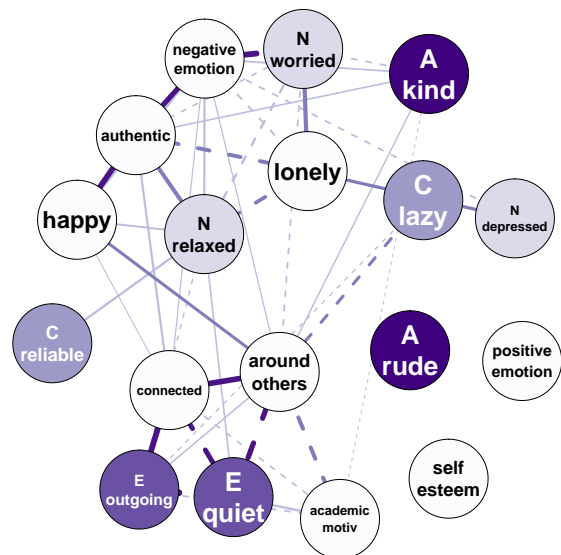 negative
emotion
N
worried
A
kind
authentic
lonely
C
lazy
happy
N
relaxed
N
depressed
C
reliable
connected
around
others
A
rude
positive
emotion
E
outgoing
E
quiet
academic
motiv
self
esteem